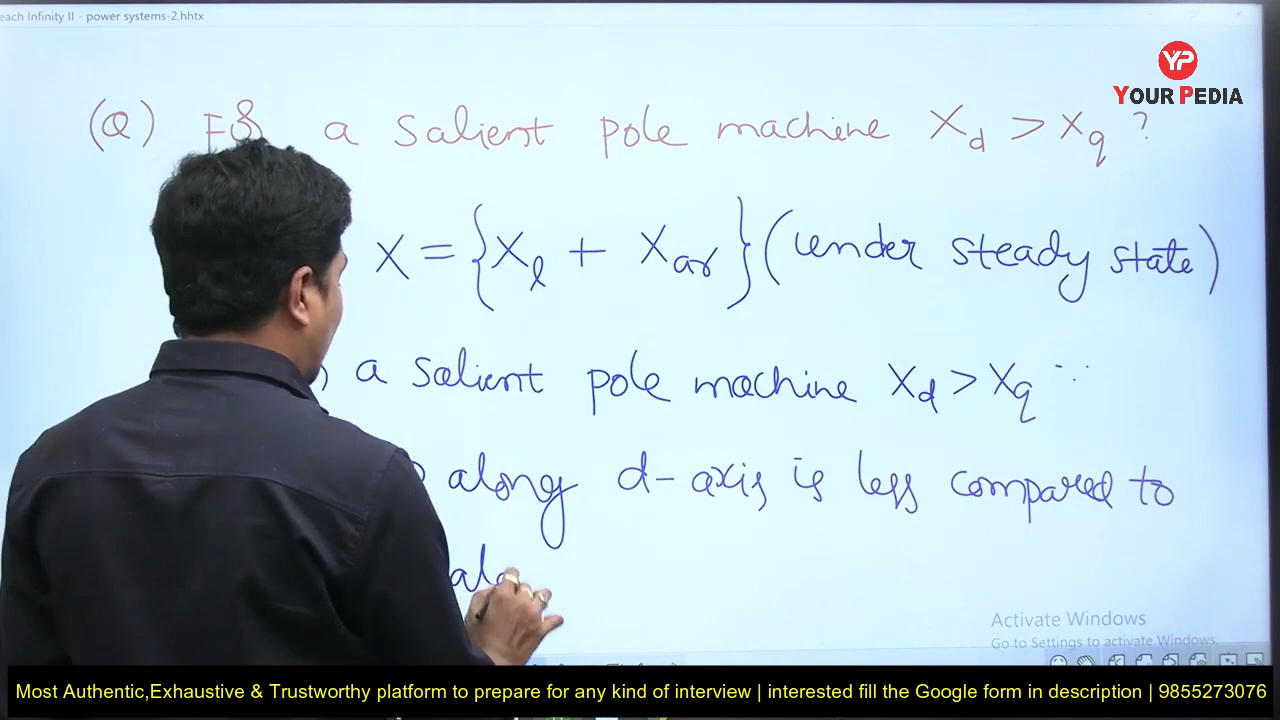 each Infinity II - power systems-2.hhtx
YP
YOUR PEDIA
(Q) For a salient pole machine Xd > Xq ?
X = {Xl + Xar} (under steady state)
a salient pole machine Xd > Xq ∵
along d-axis is less compared to
alo
Activate Windows
Go to Settings to activate Windows.
Most Authentic,Exhaustive & Trustworthy platform to prepare for any kind of interview | interested fill the Google form in description | 9855273076